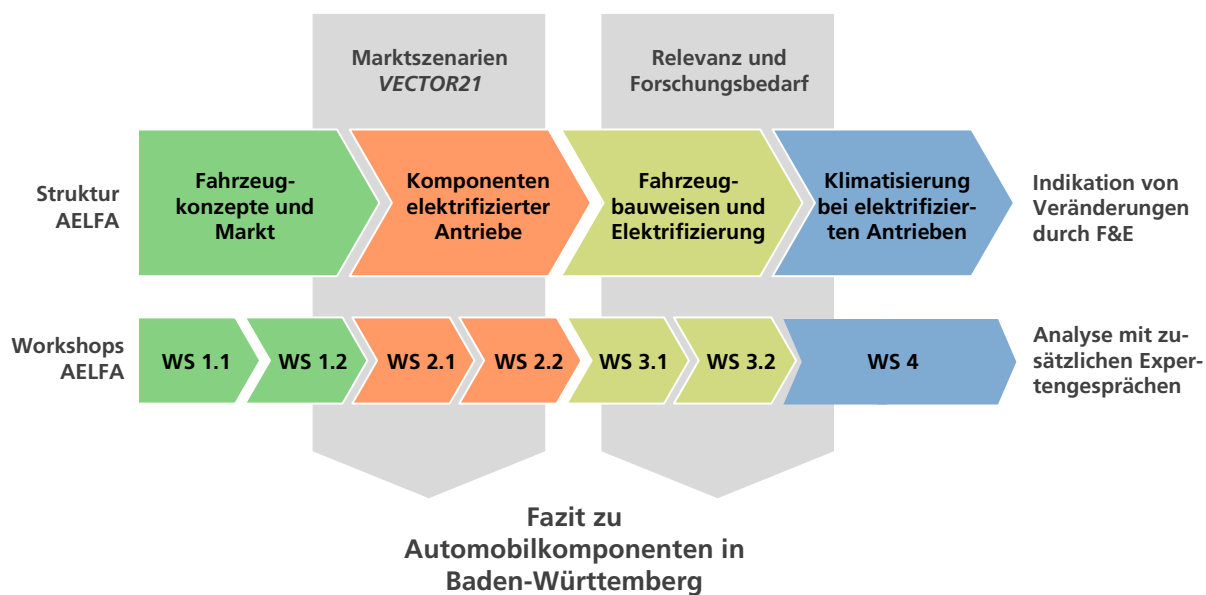 Marktszenarien
VECTOR21
Relevanz und
Forschungsbedarf
Struktur
AELFA
Fahrzeug-
konzepte und
Markt
Komponenten
elektrifizierter
Antriebe
Fahrzeug-
bauweisen und
Elektrifizierung
Klimatisierung
bei elektrifizier-
ten Antrieben
Indikation von
Veränderungen
durch F&E
Workshops
AELFA
WS 1.1
WS 1.2
WS 2.1
WS 2.2
WS 3.1
WS 3.2
WS 4
Analyse mit zu-
sätzlichen Exper-
tengesprächen
Fazit zu
Automobilkomponenten in
Baden-Württemberg